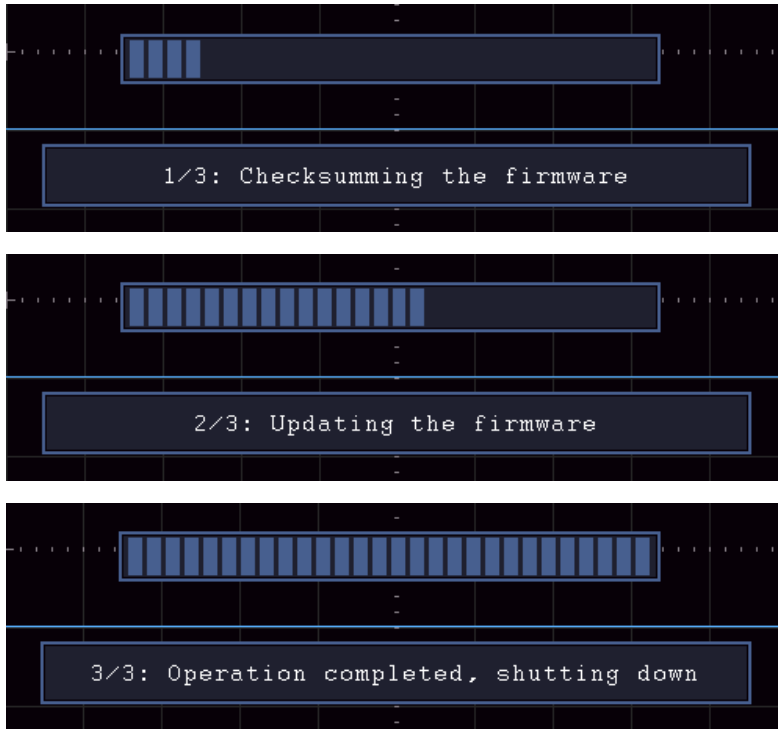 1/3: Checksumming the firmware
2/3: Updating the firmware
3/3: Operation completed, shutting down